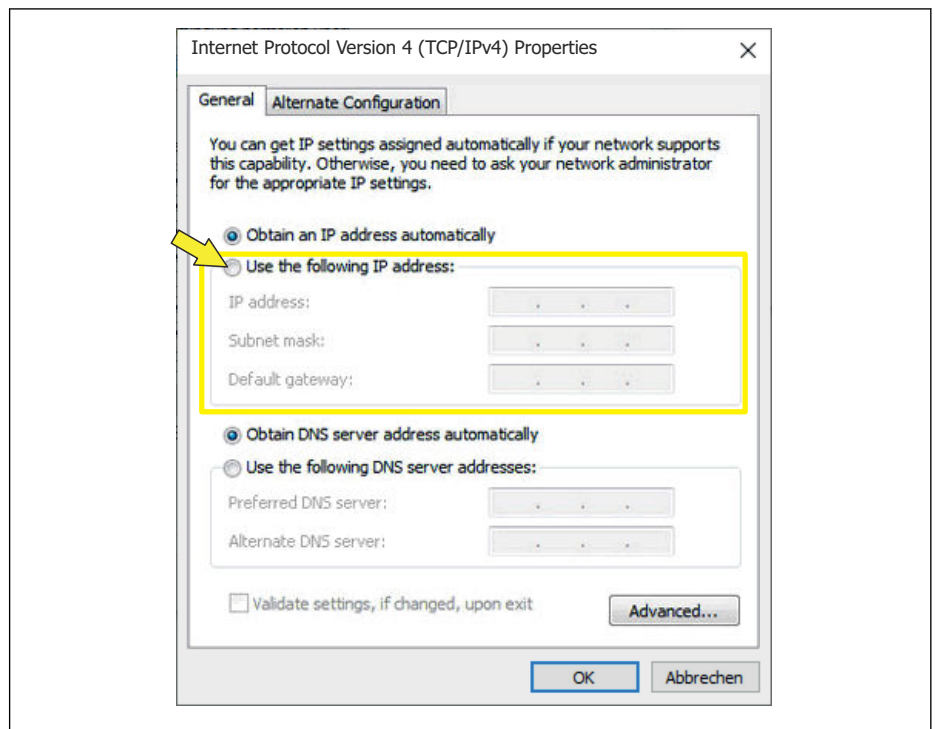 Internet Protocol Version 4 (TCP/IPv4) Properties
General
Alternate Configuration
You can get IP settings assigned automatically if your network supports
this capability. Otherwise, you need to ask your network administrator
for the appropriate IP settings.
Obtain an IP address automatically
Use the following IP address:
IP address:
Subnet mask:
Default gateway:
Obtain DNS server address automatically
Use the following DNS server addresses:
Preferred DNS server:
Alternate DNS server:
Validate settings, if changed, upon exit
Advanced...
OK
Abbrechen